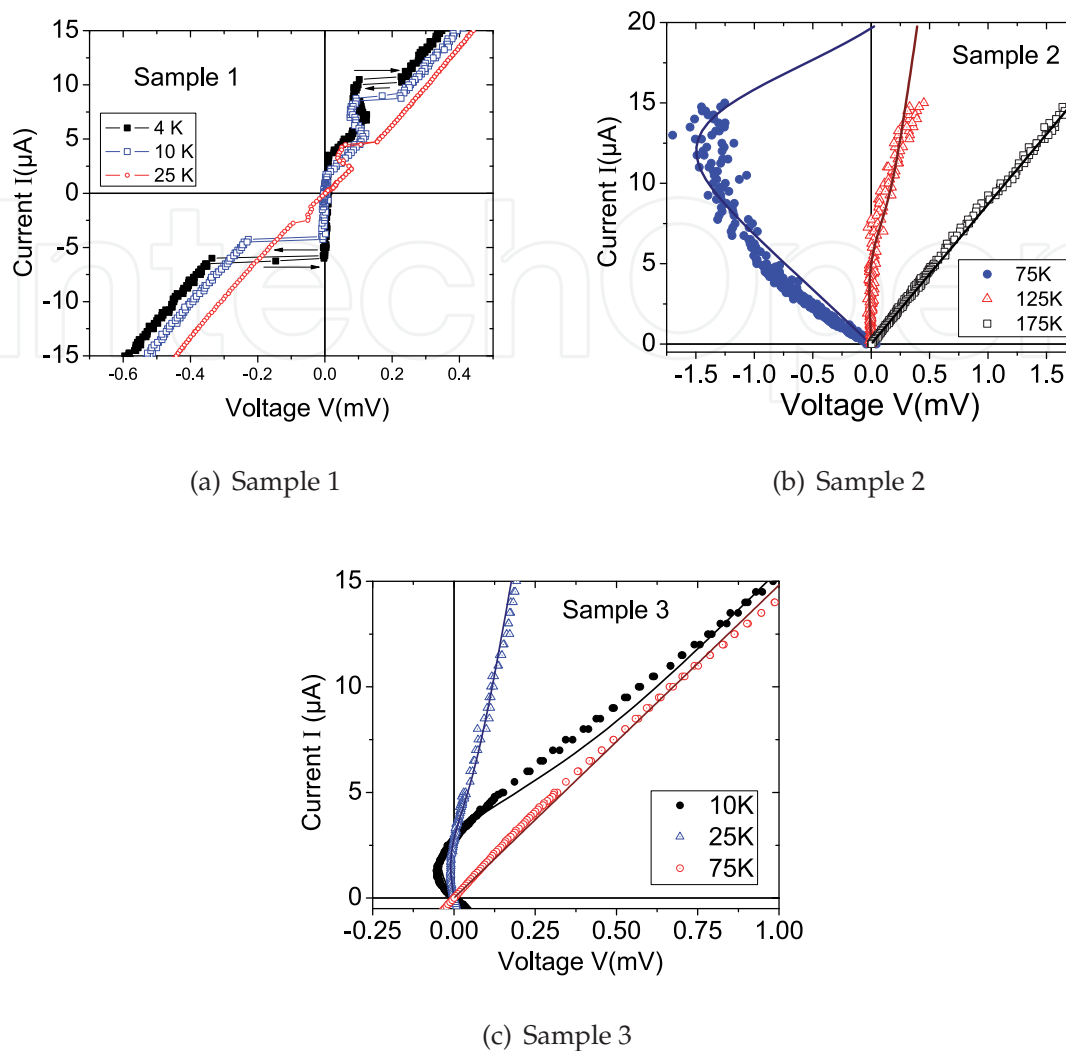 15
10
5
0
-5
-10
-15
-0.6
-0.4
-0.2
0.0
0.2
0.4
Sample 1
4 K
10 K
25 K
Current I(µA)
Voltage V(mV)
(a) Sample 1
20
15
10
5
0
-1.5
-1.0
-0.5
0.0
0.5
1.0
1.5
Sample 2
75K
125K
175K
Current I(µA)
Voltage V(mV)
(b) Sample 2
15
10
5
0
-0.25
0.00
0.25
0.50
0.75
1.00
Sample 3
10K
25K
75K
Current I (µA)
Voltage V(mV)
(c) Sample 3